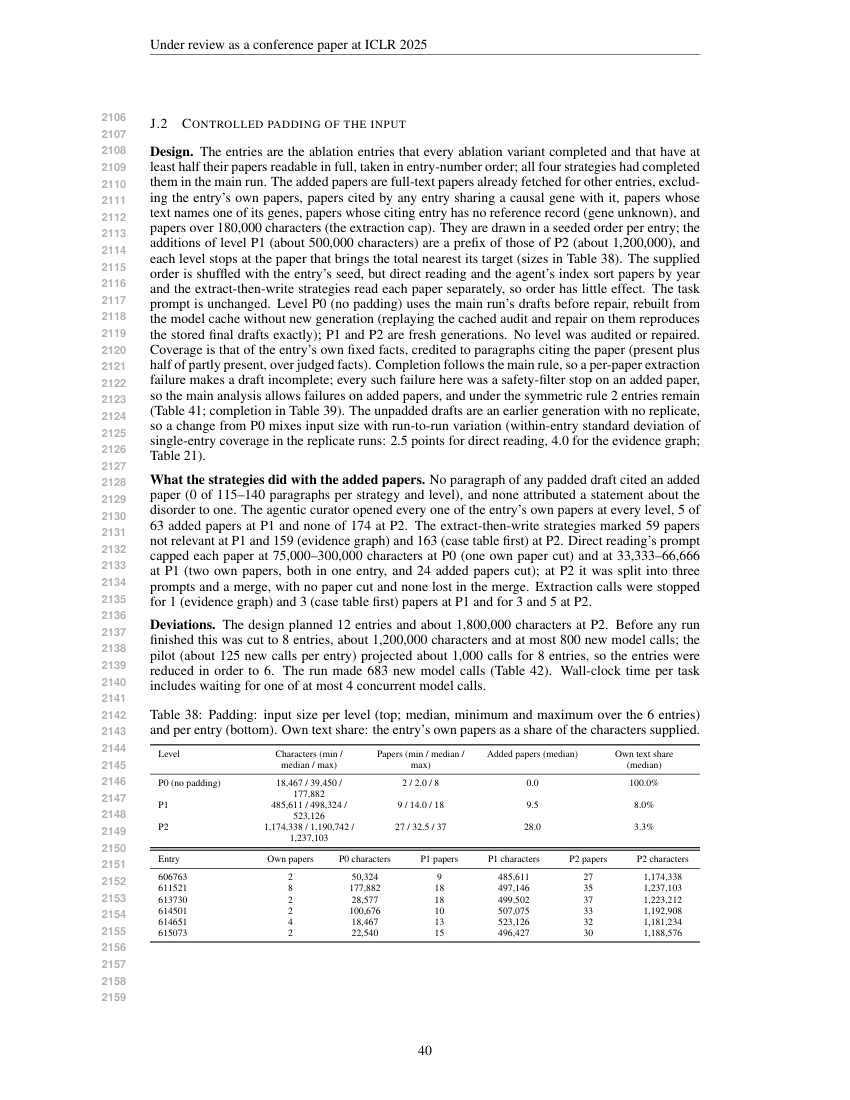 Under review as a conference paper at ICLR 2025
2106
2107
2108
2109
2110
2111
2112
2113
2114
2115
2116
2117
2118
2119
2120
2121
2122
2123
2124
2125
2126
2127
2128
2129
2130
2131
2132
2133
2134
2135
2136
2137
2138
2139
2140
2141
2142
2143
2144
2145
2146
2147
2148
2149
2150
2151
2152
2153
2154
2155
2156
2157
2158
2159
J.2 CONTROLLED PADDING OF THE INPUT
Design. The entries are the ablation entries that every ablation variant completed and that have at
least half their papers readable in full, taken in entry-number order; all four strategies had completed
them in the main run. The added papers are full-text papers already fetched for other entries, exclud-
ing the entry's own papers, papers cited by any entry sharing a causal gene with it, papers whose
text names one of its genes, papers whose citing entry has no reference record (gene unknown), and
papers over 180,000 characters (the extraction cap). They are drawn in a seeded order per entry; the
additions of level P1 (about 500,000 characters) are a prefix of those of P2 (about 1,200,000), and
each level stops at the paper that brings the total nearest its target (sizes in Table 38). The supplied
order is shuffled with the entry's seed, but direct reading and the agent's index sort papers by year
and the extract-then-write strategies read each paper separately, so order has little effect. The task
prompt is unchanged. Level P0 (no padding) uses the main run's drafts before repair, rebuilt from
the model cache without new generation (replaying the cached audit and repair on them reproduces
the stored final drafts exactly); P1 and P2 are fresh generations. No level was audited or repaired.
Coverage is that of the entry's own fixed facts, credited to paragraphs citing the paper (present plus
half of partly present, over judged facts). Completion follows the main rule, so a per-paper extraction
failure makes a draft incomplete; every such failure here was a safety-filter stop on an added paper,
so the main analysis allows failures on added papers, and under the symmetric rule 2 entries remain
(Table 41; completion in Table 39). The unpadded drafts are an earlier generation with no replicate,
so a change from P0 mixes input size with run-to-run variation (within-entry standard deviation of
single-entry coverage in the replicate runs: 2.5 points for direct reading, 4.0 for the evidence graph;
Table 21).
What the strategies did with the added papers. No paragraph of any padded draft cited an added
paper (0 of 115–140 paragraphs per strategy and level), and none attributed a statement about the
disorder to one. The agentic curator opened every one of the entry's own papers at every level, 5 of
63 added papers at P1 and none of 174 at P2. The extract-then-write strategies marked 59 papers
not relevant at P1 and 159 (evidence graph) and 163 (case table first) at P2. Direct reading's prompt
capped each paper at 75,000–300,000 characters at P0 (one own paper cut) and at 33,333–66,666
at P1 (two own papers, both in one entry, and 24 added papers cut); at P2 it was split into three
prompts and a merge, with no paper cut and none lost in the merge. Extraction calls were stopped
for 1 (evidence graph) and 3 (case table first) papers at P1 and for 3 and 5 at P2.
Deviations. The design planned 12 entries and about 1,800,000 characters at P2. Before any run
finished this was cut to 8 entries, about 1,200,000 characters and at most 800 new model calls; the
pilot (about 125 new calls per entry) projected about 1,000 calls for 8 entries, so the entries were
reduced in order to 6. The run made 683 new model calls (Table 42). Wall-clock time per task
includes waiting for one of at most 4 concurrent model calls.
Table 38: Padding: input size per level (top; median, minimum and maximum over the 6 entries)
and per entry (bottom). Own text share: the entry's own papers as a share of the characters supplied.
Level Characters (min / Papers (min / median / Added papers (median) Own text share
median / max) max) (median)
P0 (no padding) 18,467 / 39,450 / 2 / 2.0 / 8 0.0 100.0%
177,882
P1 485,611 / 498,324 / 9 / 14.0 / 18 9.5 8.0%
523,126
P2 1,174,338 / 1,190,742 / 27 / 32.5 / 37 28.0 3.3%
1,237,103
Entry Own papers P0 characters P1 papers P1 characters P2 papers P2 characters
606763 2 50,324 9 485,611 27 1,174,338
611521 8 177,882 18 497,146 35 1,237,103
613730 2 28,577 18 499,502 37 1,223,212
614501 2 100,676 10 507,075 33 1,192,908
614651 4 18,467 13 523,126 32 1,181,234
615073 2 22,540 15 496,427 30 1,188,576
40